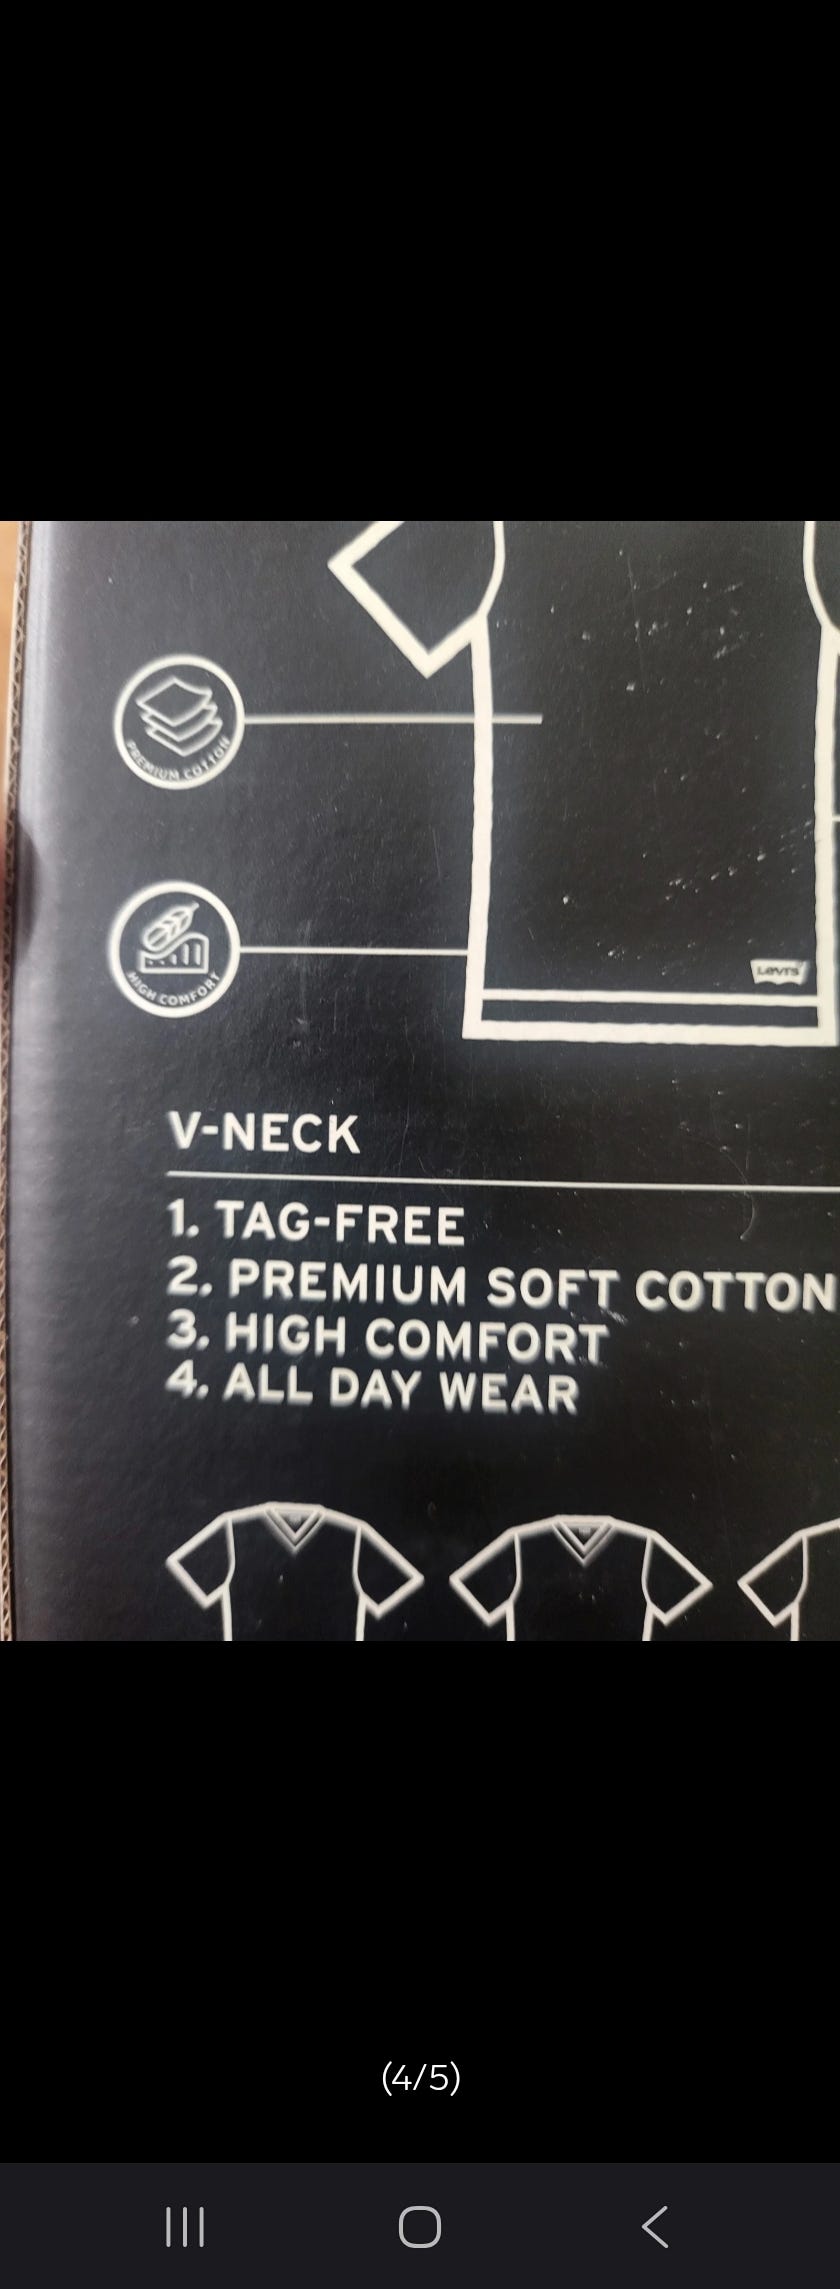 PREMIUM COTTON
HIGH COMFORT
Levi's
V-NECK
1. TAG-FREE
2. PREMIUM SOFT COTTON
3. HIGH COMFORT
4. ALL DAY WEAR
(4/5)